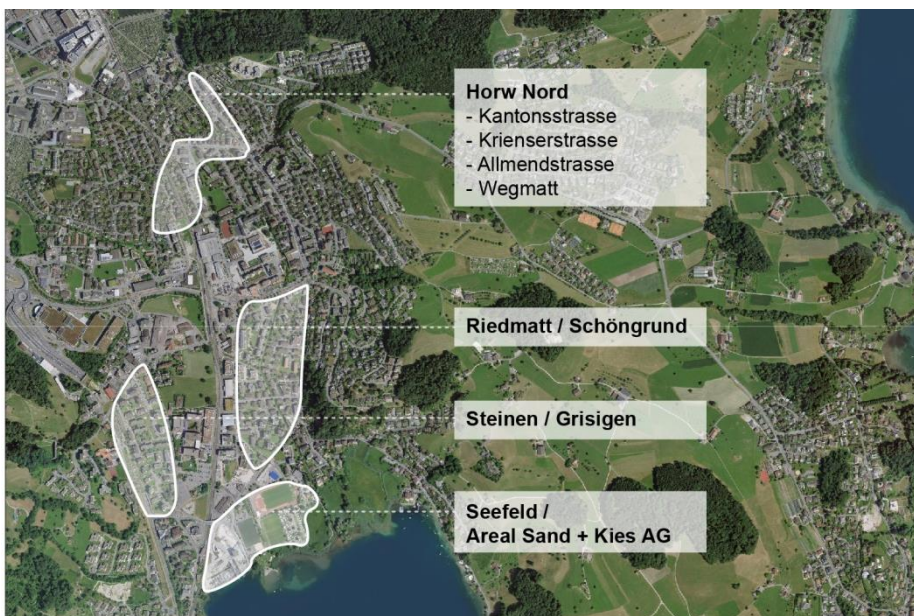 Horw Nord
- Kantonsstrasse
- Krienserstrasse
- Allmendstrasse
- Wegmatt
Riedmatt / Schöngrund
Steinen / Grisigen
Seefeld /
Areal Sand + Kies AG